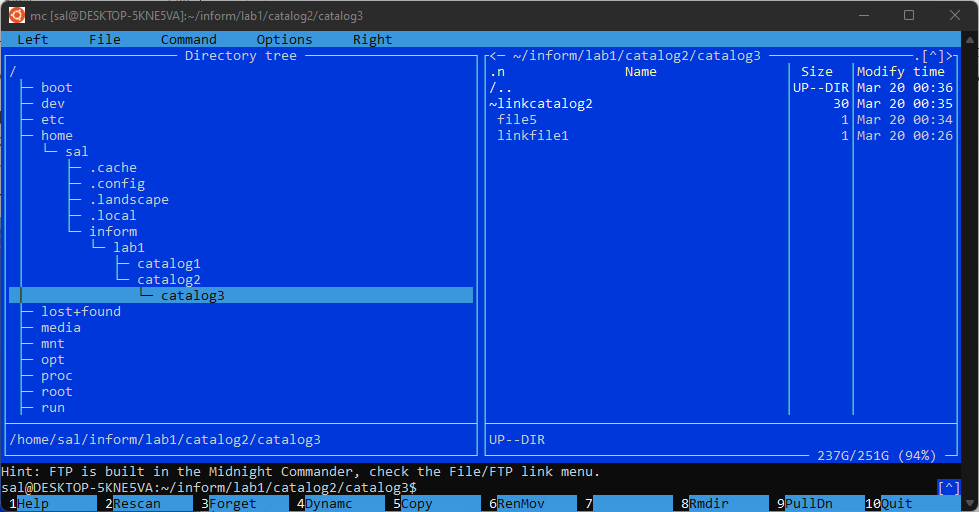 mc [sal@DESKTOP-5KNE5VA]:~/inform/lab1/catalog2/catalog3
Left File Command Options Right
Directory tree
/
boot
dev
etc
home
sal
.cache
.config
.landscape
.local
inform
lab1
catalog1
catalog2
catalog3
lost+found
media
mnt
opt
proc
root
run
/home/sal/inform/lab1/catalog2/catalog3
<─ ~/inform/lab1/catalog2/catalog3 .[^]>
.n Name Size Modify time
/.. UP--DIR Mar 20 00:36
~linkcatalog2 30 Mar 20 00:35
file5 1 Mar 20 00:34
linkfile1 1 Mar 20 00:26
UP--DIR
237G/251G (94%)
Hint: FTP is built in the Midnight Commander, check the File/FTP link menu.
sal@DESKTOP-5KNE5VA:~/inform/lab1/catalog2/catalog3$ [^]
1Help 2Rescan 3Forget 4Dynamc 5Copy 6RenMov 7 8Rmdir 9PullDn 10Quit